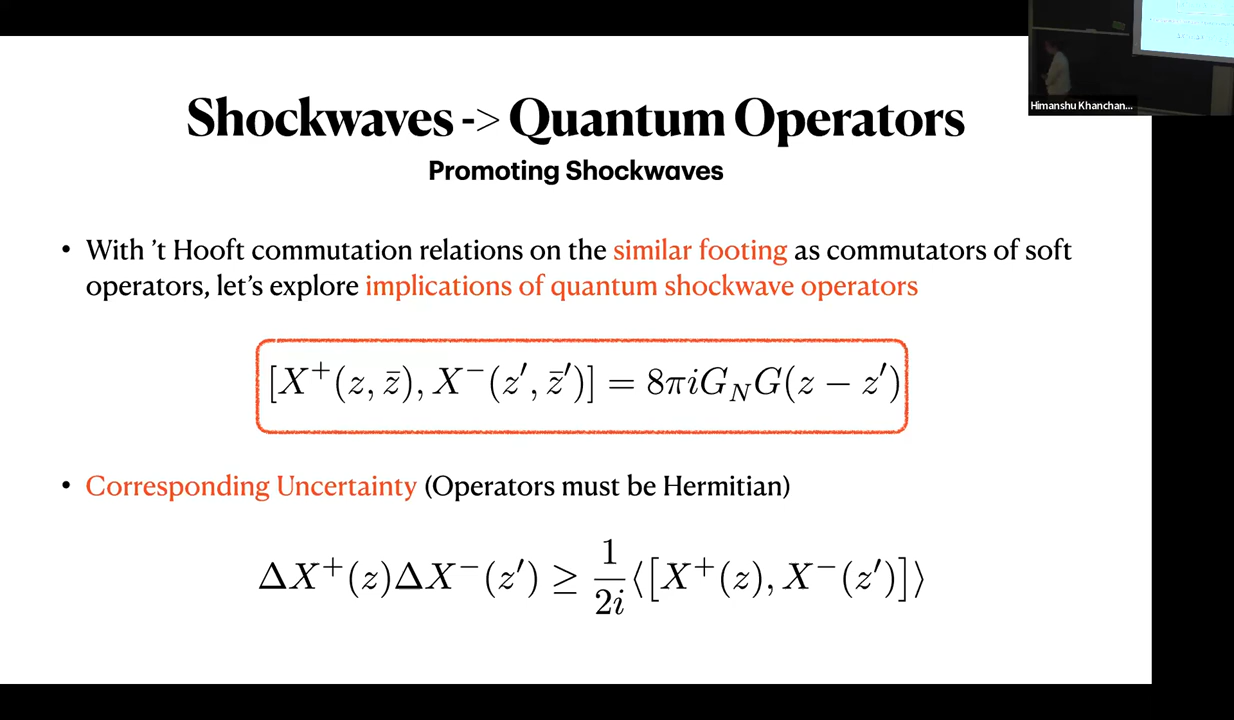 Shockwaves -> Quantum Operators
Promoting Shockwaves
Himanshu Khanchan...
• With ’t Hooft commutation relations on the similar footing as commutators of soft
operators, let’s explore implications of quantum shockwave operators
[X⁺(z, z̄), X⁻(z′, z̄′)] = 8πiG_N G(z − z′)
• Corresponding Uncertainty (Operators must be Hermitian)
ΔX⁺(z)ΔX⁻(z′) ≥ 1/2i ⟨[X⁺(z), X⁻(z′)]⟩